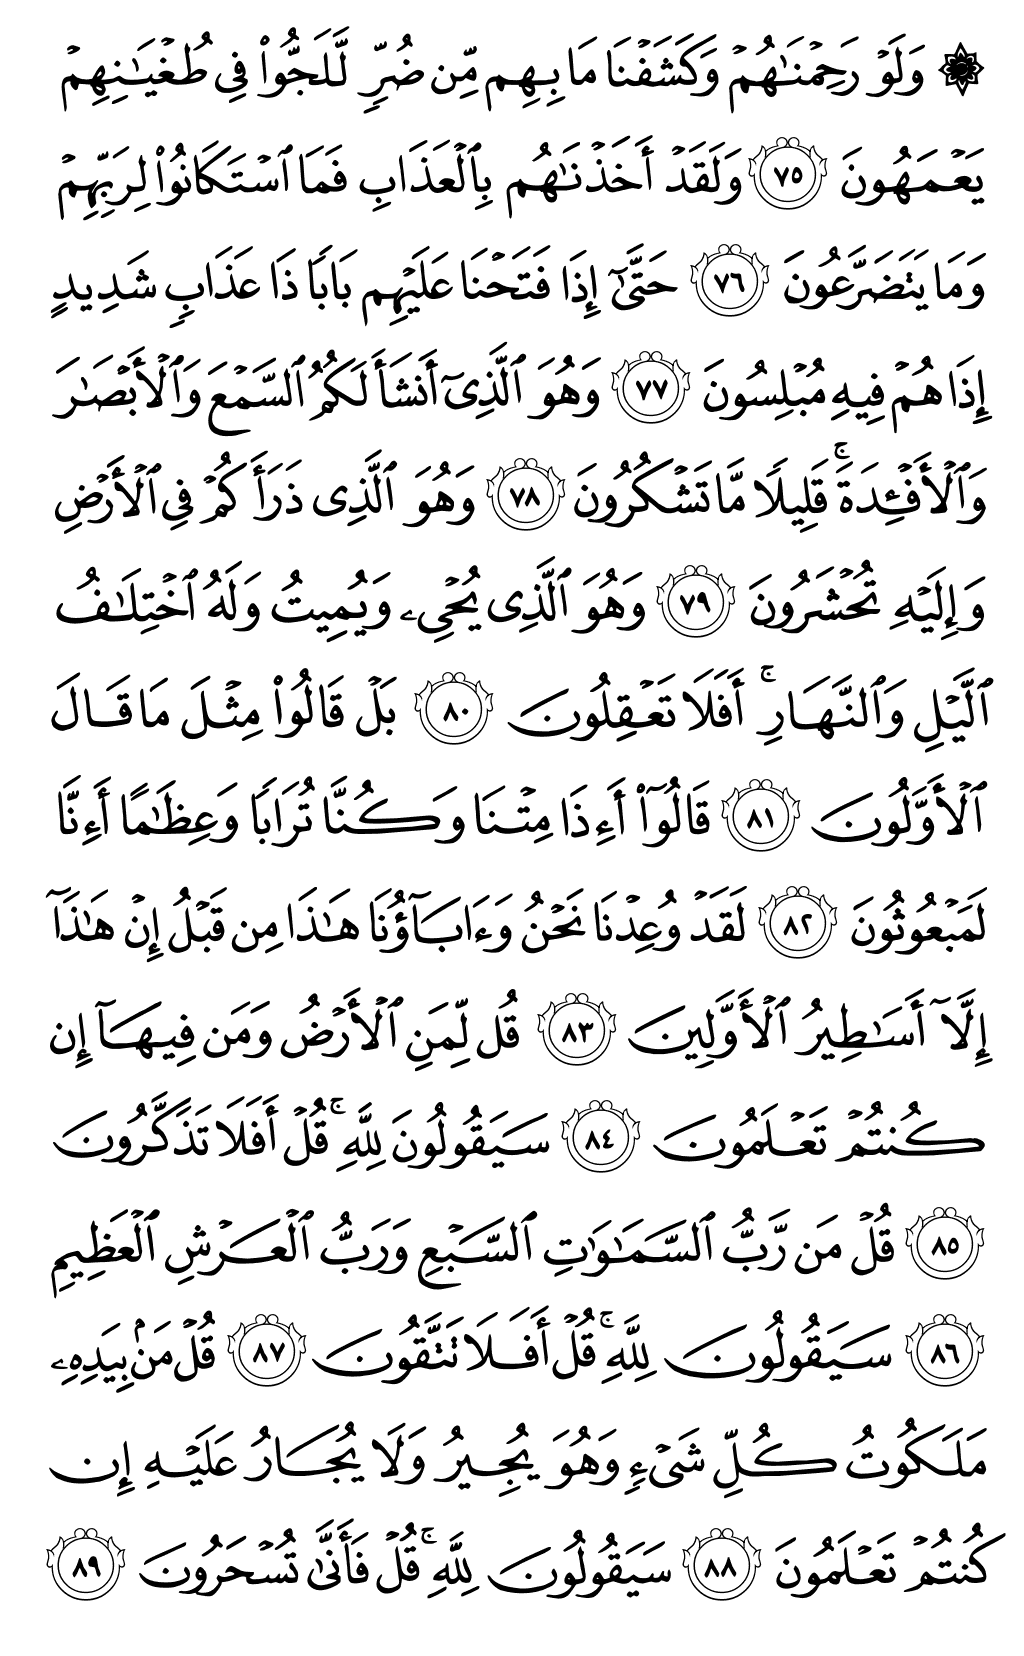 ۞ وَلَوۡ رَحِمۡنَٰهُمۡ وَكَشَفۡنَا مَا بِهِم مِّن ضُرّٖ لَّلَجُّواْ فِي طُغۡيَٰنِهِمۡ
يَعۡمَهُونَ ٧٥ وَلَقَدۡ أَخَذۡنَٰهُم بِٱلۡعَذَابِ فَمَا ٱسۡتَكَانُواْ لِرَبِّهِمۡ
وَمَا يَتَضَرَّعُونَ ٧٦ حَتَّىٰٓ إِذَا فَتَحۡنَا عَلَيۡهِم بَابٗا ذَا عَذَابٖ شَدِيدٍ
إِذَا هُمۡ فِيهِ مُبۡلِسُونَ ٧٧ وَهُوَ ٱلَّذِيٓ أَنشَأَ لَكُمُ ٱلسَّمۡعَ وَٱلۡأَبۡصَٰرَ
وَٱلۡأَفۡـِٔدَةَۚ قَلِيلٗا مَّا تَشۡكُرُونَ ٧٨ وَهُوَ ٱلَّذِي ذَرَأَكُمۡ فِي ٱلۡأَرۡضِ
وَإِلَيۡهِ تُحۡشَرُونَ ٧٩ وَهُوَ ٱلَّذِي يُحۡيِۦ وَيُمِيتُ وَلَهُ ٱخۡتِلَٰفُ
ٱلَّيۡلِ وَٱلنَّهَارِۚ أَفَلَا تَعۡقِلُونَ ٨٠ بَلۡ قَالُواْ مِثۡلَ مَا قَالَ
ٱلۡأَوَّلُونَ ٨١ قَالُوٓاْ أَءِذَا مِتۡنَا وَكُنَّا تُرَابٗا وَعِظَٰمًا أَءِنَّا
لَمَبۡعُوثُونَ ٨٢ لَقَدۡ وُعِدۡنَا نَحۡنُ وَءَابَآؤُنَا هَٰذَا مِن قَبۡلُ إِنۡ هَٰذَآ
إِلَّآ أَسَٰطِيرُ ٱلۡأَوَّلِينَ ٨٣ قُل لِّمَنِ ٱلۡأَرۡضُ وَمَن فِيهَآ إِن
كُنتُمۡ تَعۡلَمُونَ ٨٤ سَيَقُولُونَ لِلَّهِۚ قُلۡ أَفَلَا تَذَكَّرُونَ
٨٥ قُلۡ مَن رَّبُّ ٱلسَّمَٰوَٰتِ ٱلسَّبۡعِ وَرَبُّ ٱلۡعَرۡشِ ٱلۡعَظِيمِ
٨٦ سَيَقُولُونَ لِلَّهِۚ قُلۡ أَفَلَا تَتَّقُونَ ٨٧ قُلۡ مَنۢ بِيَدِهِۦ
مَلَكُوتُ كُلِّ شَيۡءٖ وَهُوَ يُجِيرُ وَلَا يُجَارُ عَلَيۡهِ إِن
كُنتُمۡ تَعۡلَمُونَ ٨٨ سَيَقُولُونَ لِلَّهِۚ قُلۡ فَأَنَّىٰ تُسۡحَرُونَ ٨٩